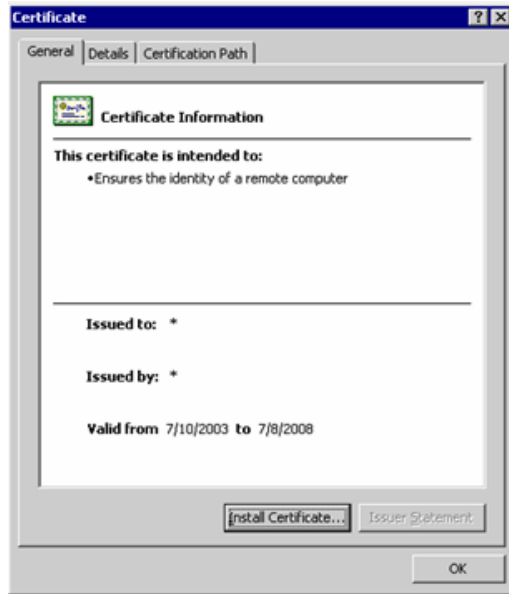 Certificate
General Details Certification Path
Certificate Information
This certificate is intended to:
•Ensures the identity of a remote computer
Issued to: *
Issued by: *
Valid from 7/10/2003 to 7/8/2008
Install Certificate... Issuer Statement
OK